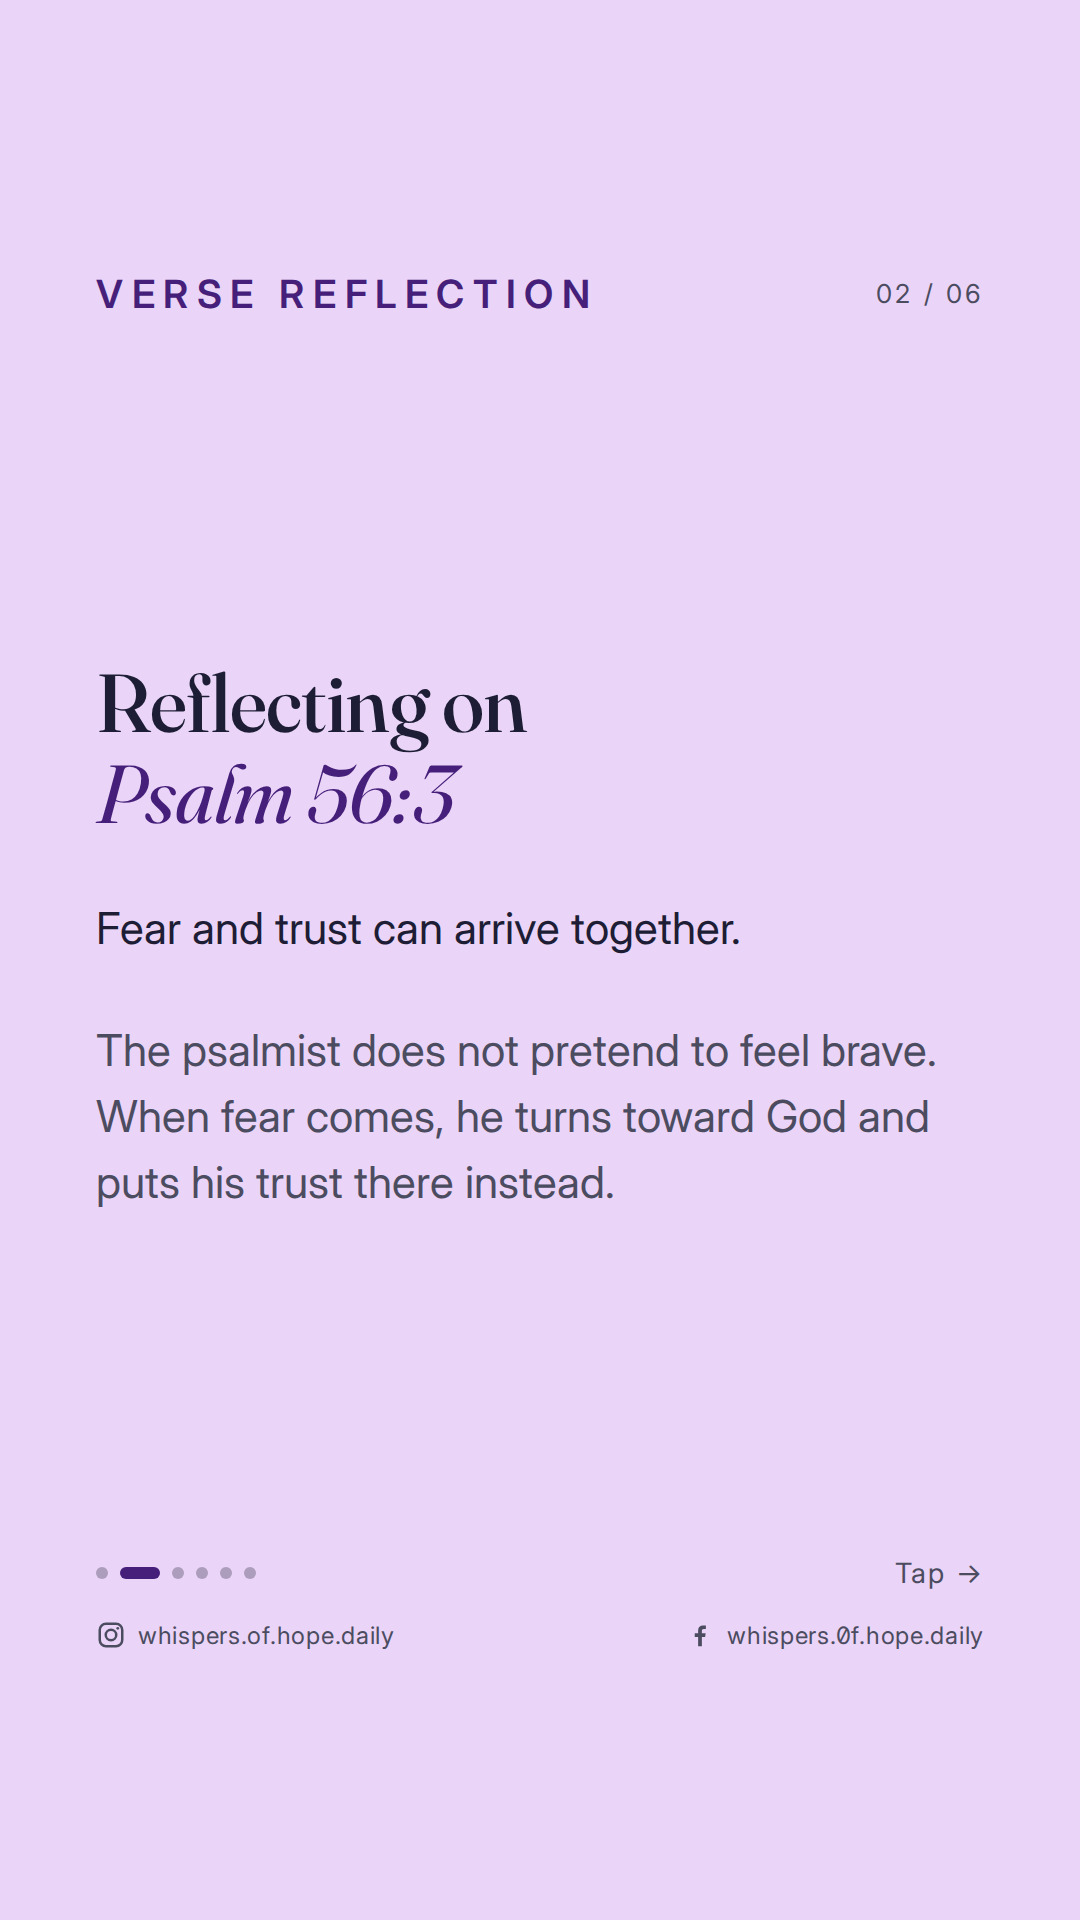 VERSE REFLECTION
02 / 06
Reflecting on
Psalm 56:3
Fear and trust can arrive together.
The psalmist does not pretend to feel brave.
When fear comes, he turns toward God and
puts his trust there instead.
Tap →
whispers.of.hope.daily
whispers.0f.hope.daily